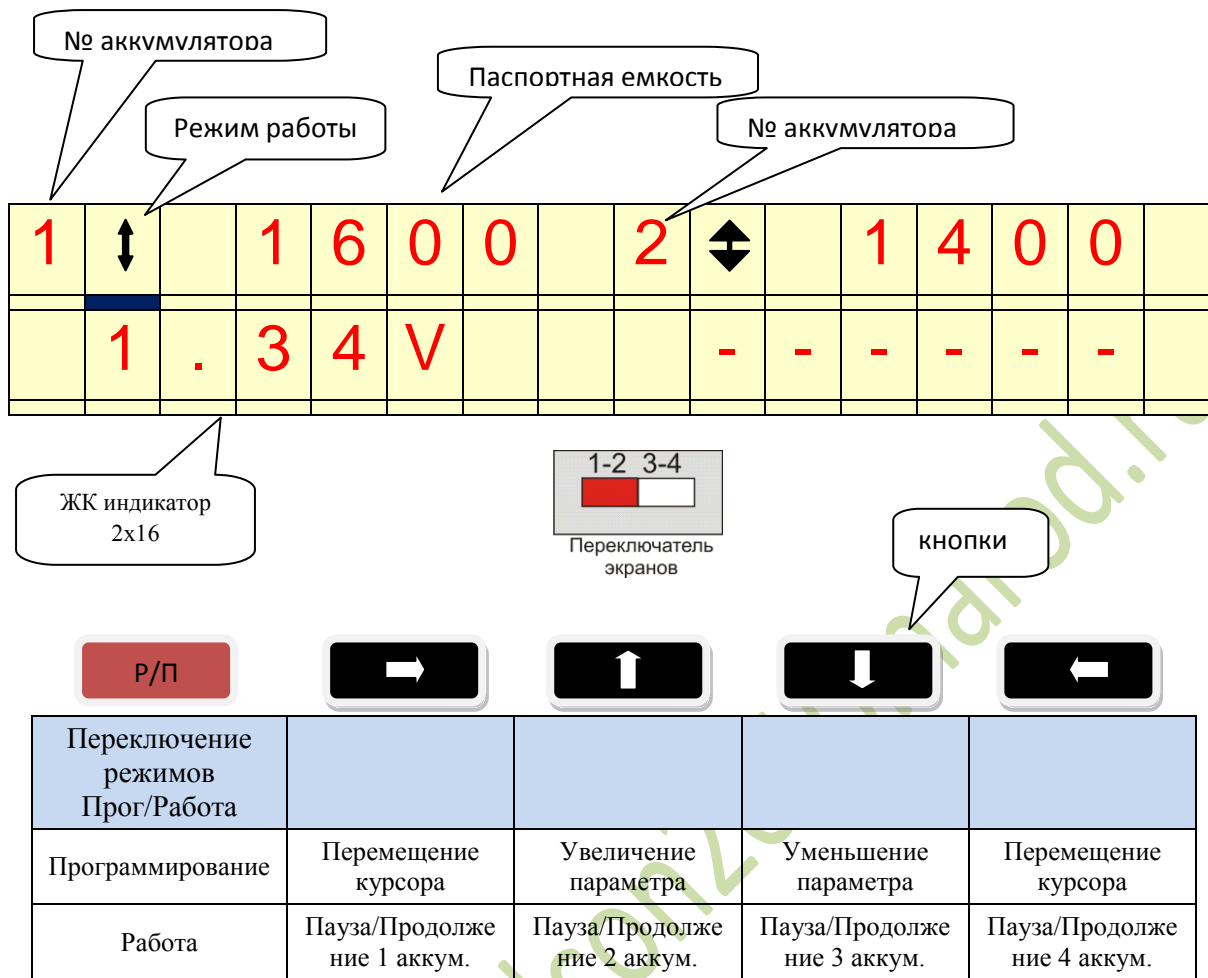 № аккумулятора
Паспортная емкость
Режим работы
№ аккумулятора
1 ↕ 1600 2 1400
1.34V ------
ЖК индикатор
2x16
1-2 3-4
Переключатель
экранов
кнопки
Р/П
Переключение
режимов
Прог/Работа
Программирование
Перемещение
курсора
Увеличение
параметра
Уменьшение
параметра
Перемещение
курсора
Работа
Пауза/Продолже
ние 1 аккум.
Пауза/Продолже
ние 2 аккум.
Пауза/Продолже
ние 3 аккум.
Пауза/Продолже
ние 4 аккум.